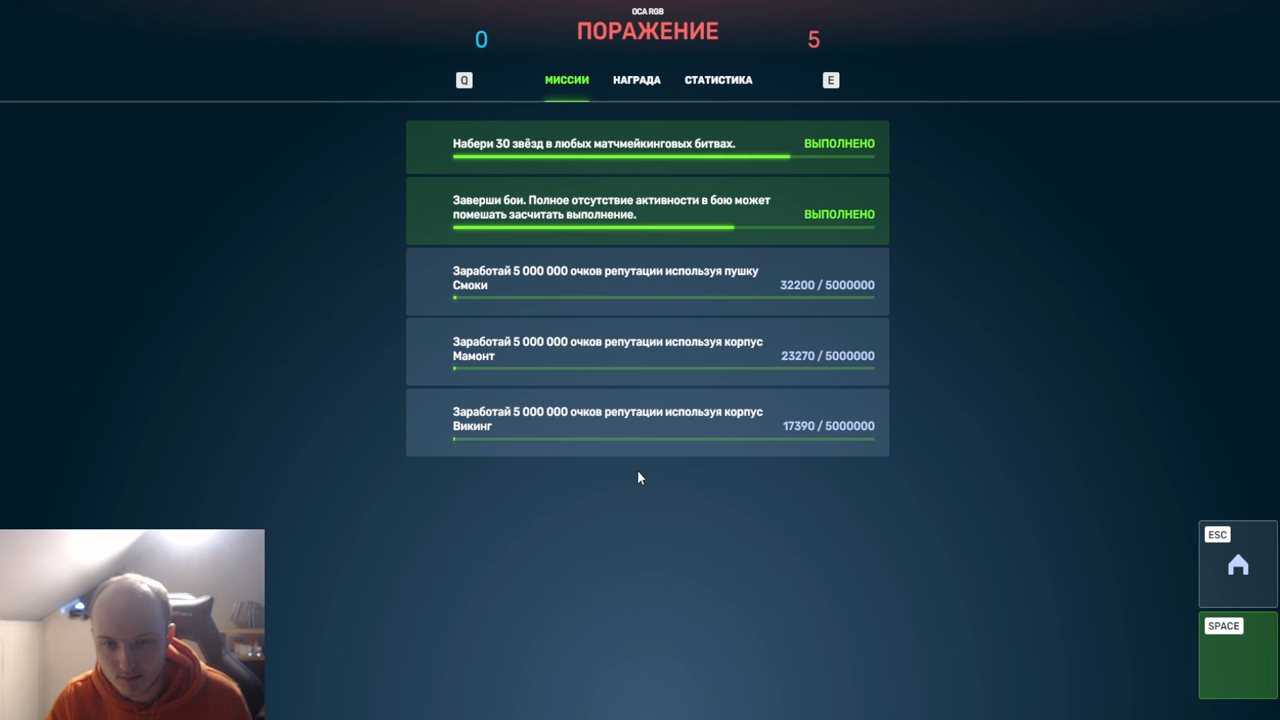 ОСА RGB
ПОРАЖЕНИЕ
0
5
Q
МИССИИ
НАГРАДА
СТАТИСТИКА
E
Набери 30 звёзд в любых матчмейкинговых битвах.
ВЫПОЛНЕНО
Заверши бои. Полное отсутствие активности в бою может
помешать засчитать выполнение.
ВЫПОЛНЕНО
Заработай 5 000 000 очков репутации используя пушку
Смоки
32200 / 5000000
Заработай 5 000 000 очков репутации используя корпус
Мамонт
23270 / 5000000
Заработай 5 000 000 очков репутации используя корпус
Викинг
17390 / 5000000
ESC
SPACE